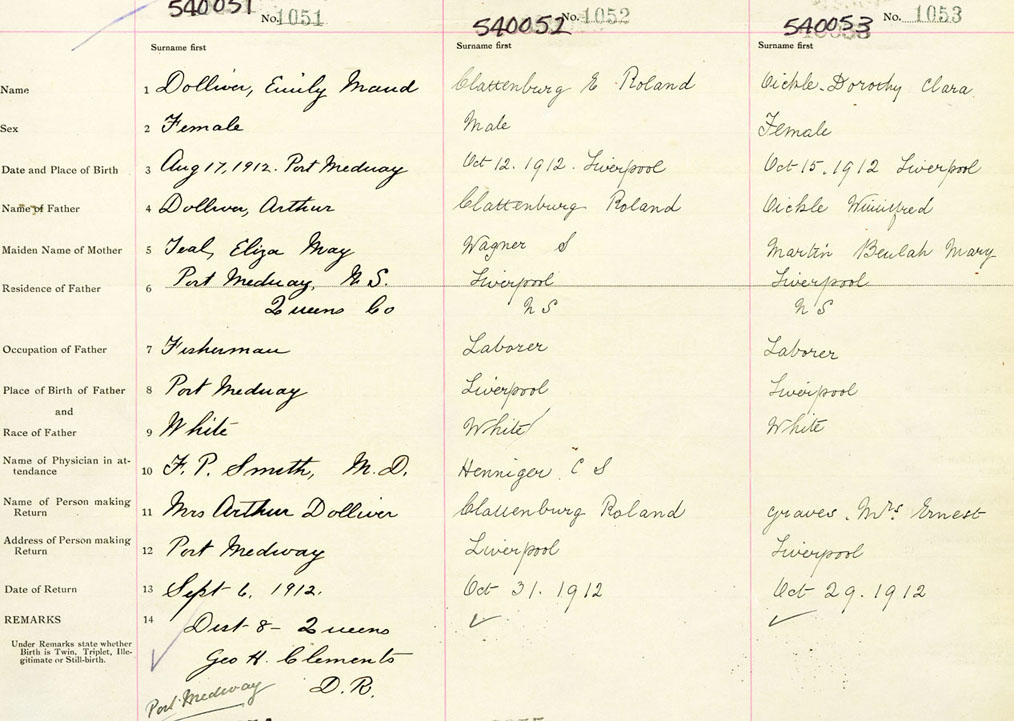 540051 No. 1051
540052 No. 1052
540053 No. 1053
Surname first
Surname first
Surname first
Name 1 Dolliver, Emily Maud
Clattenburg E Roland
Oickle. Dorothy Clara.
Sex 2 Female
Male
Female
Date and Place of Birth 3 Aug 17, 1912. Port Medway
Oct 12. 1912. Liverpool
Oct 15. 1912 Liverpool
Name of Father 4 Dolliver, Arthur
Clattenburg Roland
Oickle Winnifred
Maiden Name of Mother 5 Teal, Eliza May
Wagner S
Martin Beulah Mary
Residence of Father 6 Port Medway, N.S.
Queens Co
Liverpool
N S
Liverpool
N S
Occupation of Father 7 Fisherman
Laborer
Laborer
Place of Birth of Father 8 Port Medway
Liverpool
Liverpool
and
Race of Father 9 White
White
White
Name of Physician in at-
tendance 10 F. P. Smith, M.D.
Henniger C S
Name of Person making
Return 11 Mrs Arthur Dolliver
Clattenburg Roland
Graves. Mrs. Ernest
Address of Person making
Return 12 Port Medway
Liverpool
Liverpool
Date of Return 13 Sept 6, 1912.
Oct 31. 1912
Oct 29. 1912
REMARKS 14 Dist 8 - Queens
Under Remarks state whether
Birth is Twin, Triplet, Ille-
gitimate or Still-birth.
Geo H. Clements
D.R.
Port Medway